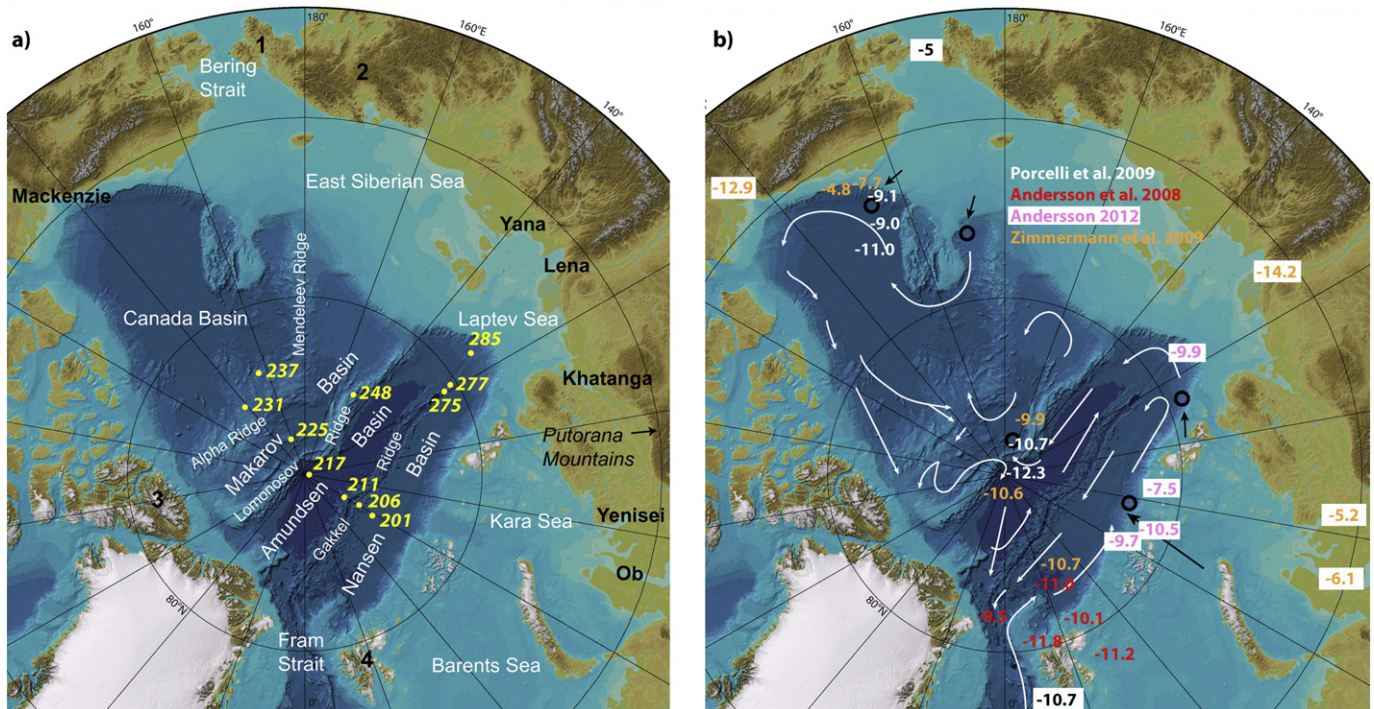 a)
160°
180°
160°E
140°
1
2
Bering
Strait
East Siberian Sea
Mackenzie
Yana
Lena
Canada Basin
Mendeleev Ridge
Laptev Sea
285
277
275
237
231
248
225
217
211
206
201
Basin
Ridge
Basin
Ridge
Basin
Khatanga
Putorana
Mountains
Alpha Ridge
Makarov
Lomonosov
Amundsen
Gakkel
Nansen
3
Kara Sea
Yenisei
Ob
80°N
Fram
Strait
4
Barents Sea
0°
b)
160°
180°
160°E
140°
-5
Porcelli et al. 2009
Andersson et al. 2008
Andersson 2012
Zimmermann et al. 2009
-12.9
-4.8
-7.7
-9.1
-9.0
-11.0
-14.2
-9.9
-9.9
-10.7
-12.3
-10.6
-7.5
-10.5
-9.7
-5.2
-6.1
-10.7
-11.0
-9.5
-10.1
-11.8
-11.2
80°N
-10.7
0°